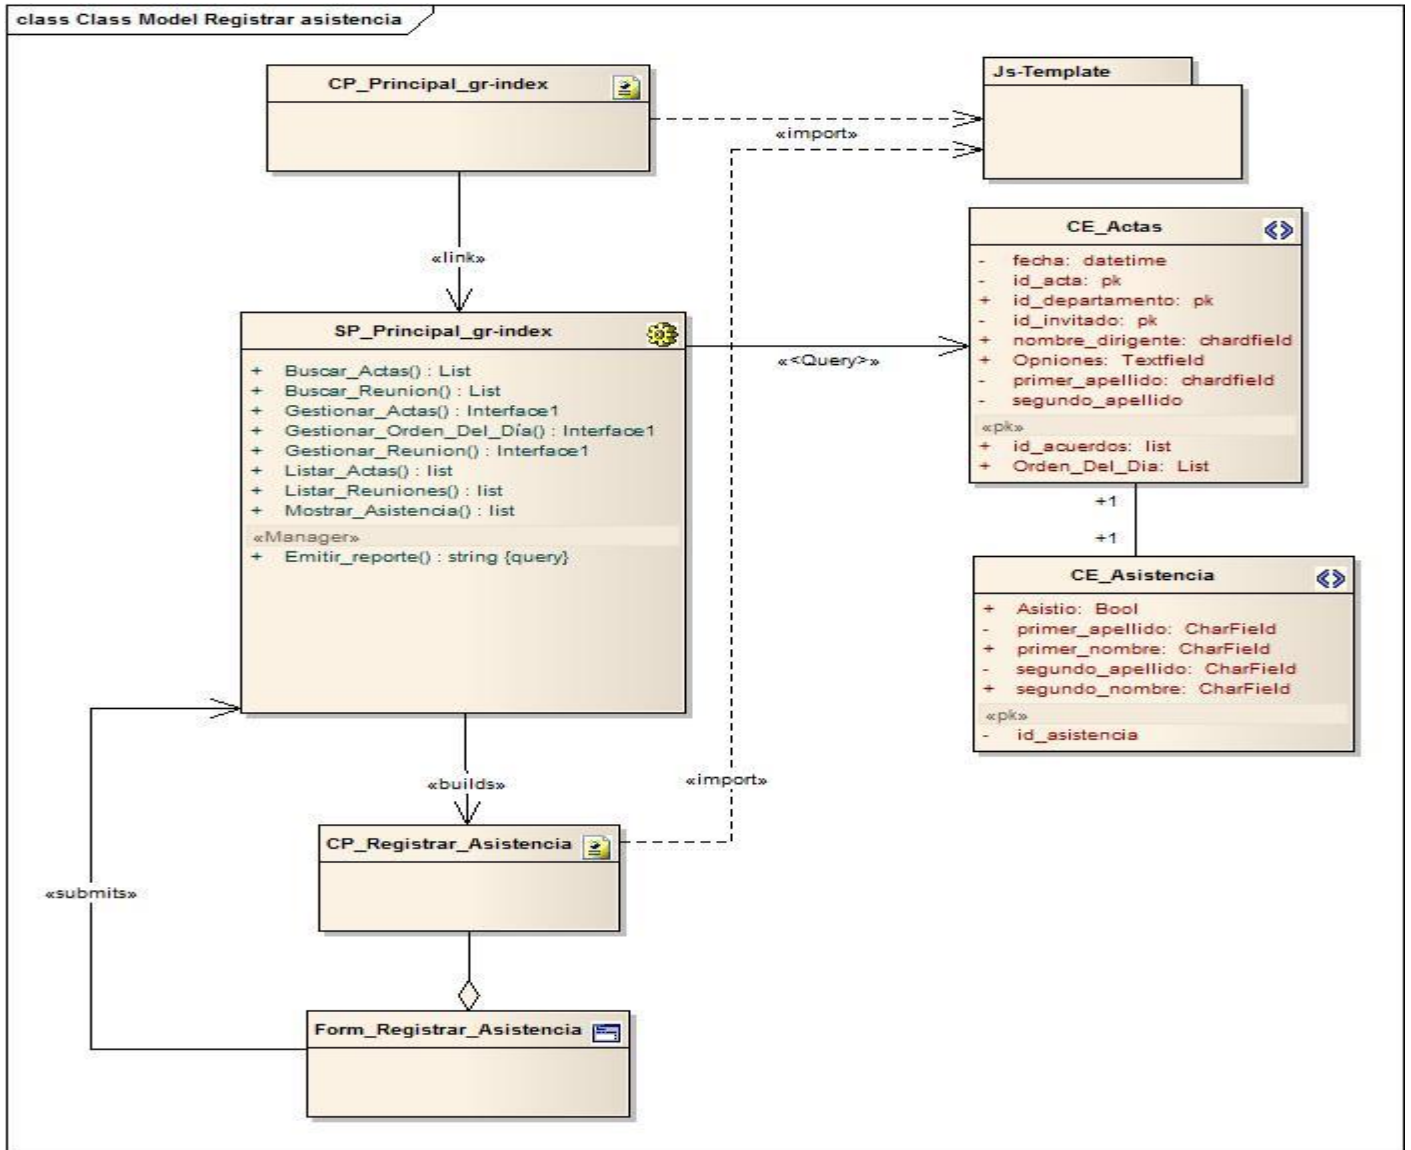 class Class Model Registrar asistencia
CP_Principal_gr-index
Js-Template
«import»
«link»
CE_Actas
- fecha: datetime
- id_acta: pk
+ id_departamento: pk
- id_invitado: pk
+ nombre_dirigente: chardfield
+ Opniones: Textfield
- primer_apellido: chardfield
- segundo_apellido
«pk»
+ id_acuerdos: list
+ Orden_Del_Dia: List
SP_Principal_gr-index
+ Buscar_Actas() : List
+ Buscar_Reunion() : List
+ Gestionar_Actas() : Interface1
+ Gestionar_Orden_Del_Día() : Interface1
+ Gestionar_Reunion() : Interface1
+ Listar_Actas() : list
+ Listar_Reuniones() : list
+ Mostrar_Asistencia() : list
«Manager»
+ Emitir_reporte() : string {query}
«<Query>»
+1
+1
CE_Asistencia
+ Asistio: Bool
- primer_apellido: CharField
+ primer_nombre: CharField
- segundo_apellido: CharField
+ segundo_nombre: CharField
«pk»
- id_asistencia
«builds»
«import»
CP_Registrar_Asistencia
«submits»
Form_Registrar_Asistencia